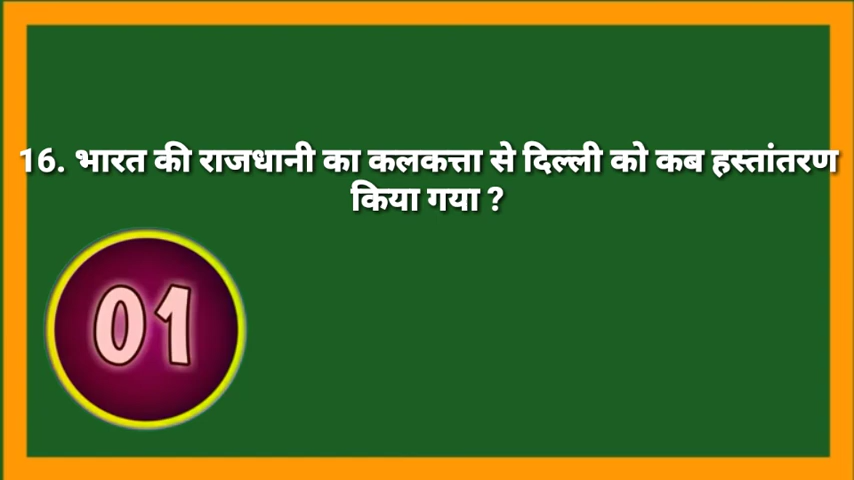 16. भारत की राजधानी का कलकत्ता से दिल्ली को कब हस्तांतरण
किया गया ?
01